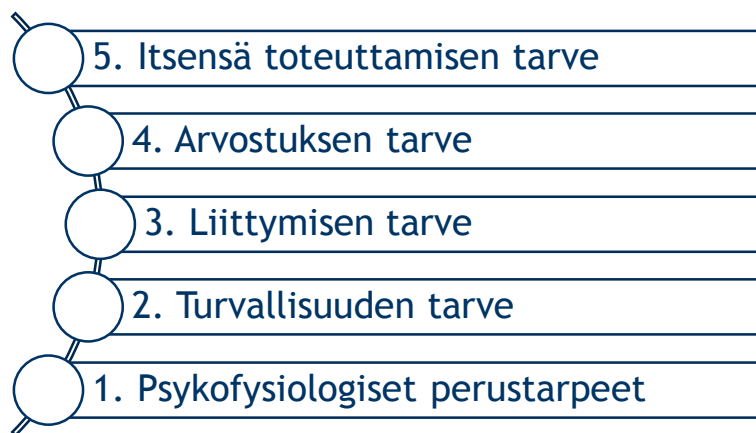 5. Itsensä toteuttamisen tarve
4. Arvostuksen tarve
3. Liittymisen tarve
2. Turvallisuuden tarve
1. Psykofysiologiset perustarpeet